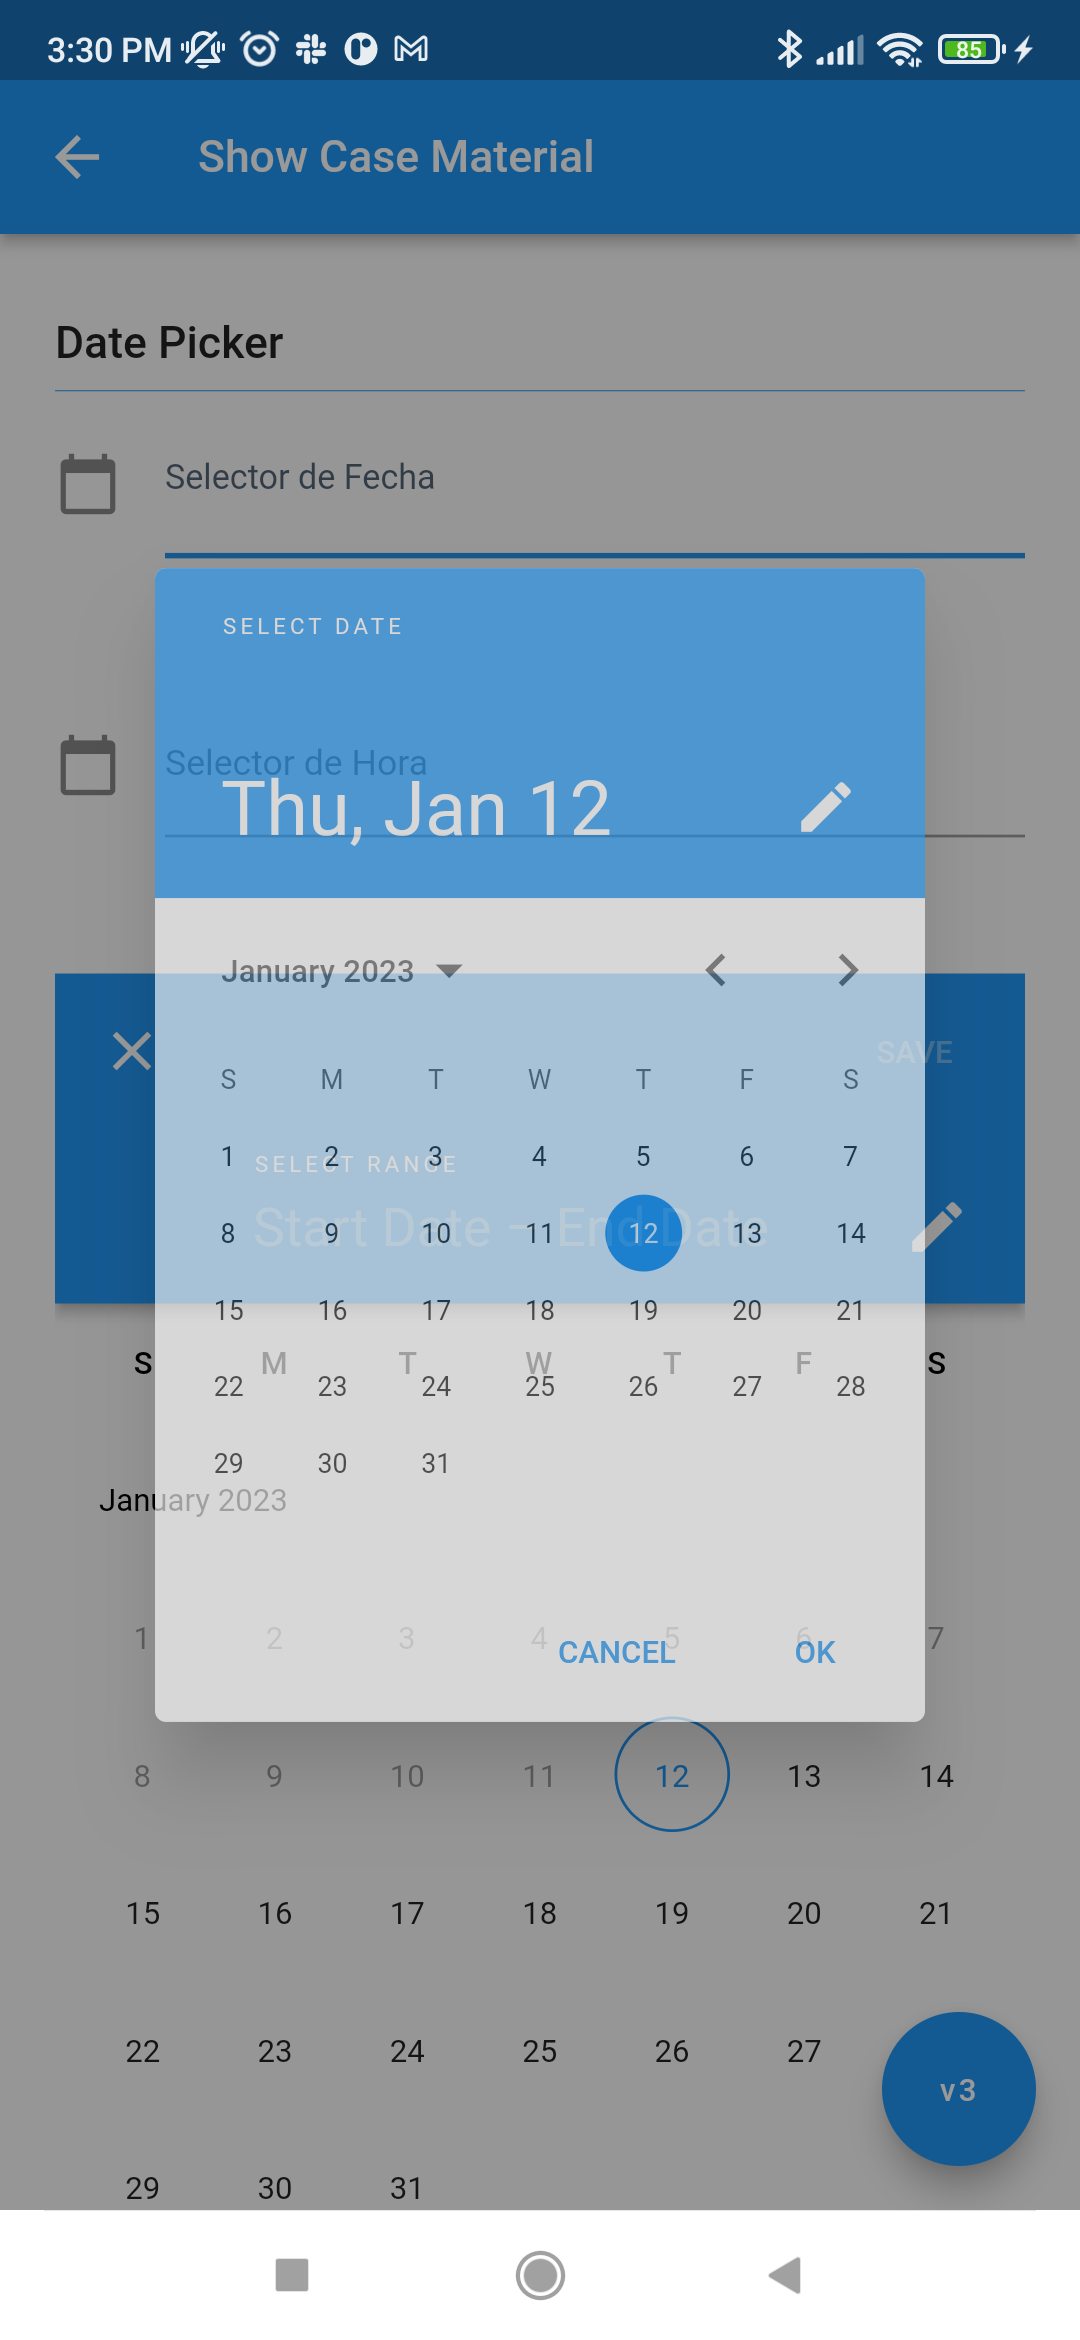 3:30 PM
85
Show Case Material
Date Picker
Selector de Fecha
SELECT DATE
Selector de Hora
Thu, Jan 12
January 2023
SAVE
S M T W T F S
1 2 3 4 5 6 7
SELECT RANGE
Start Date – End Date
8 9 10 11 12 13 14
15 16 17 18 19 20 21
S M T W T F S
22 23 24 25 26 27 28
29 30 31
January 2023
1 2 3 4 5 6 7
CANCEL OK
8 9 10 11 12 13 14
15 16 17 18 19 20 21
22 23 24 25 26 27
v3
29 30 31